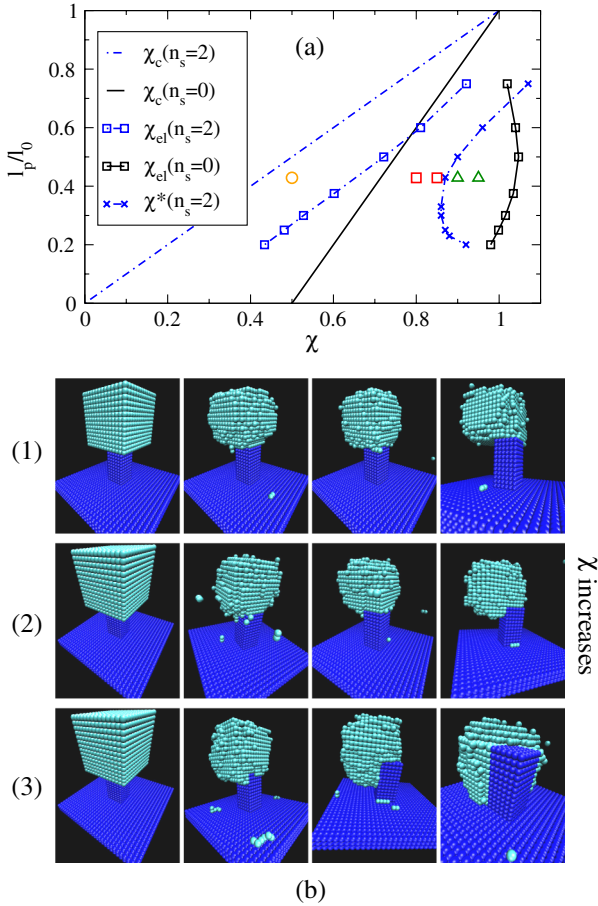 (a)
χ_c(n_s=2)
χ_c(n_s=0)
χ_el(n_s=2)
χ_el(n_s=0)
χ*(n_s=2)
l_p/l_0
1
0.8
0.6
0.4
0.2
0
0 0.2 0.4 0.6 0.8 1
χ
(1)
(2)
(3)
χ increases
(b)